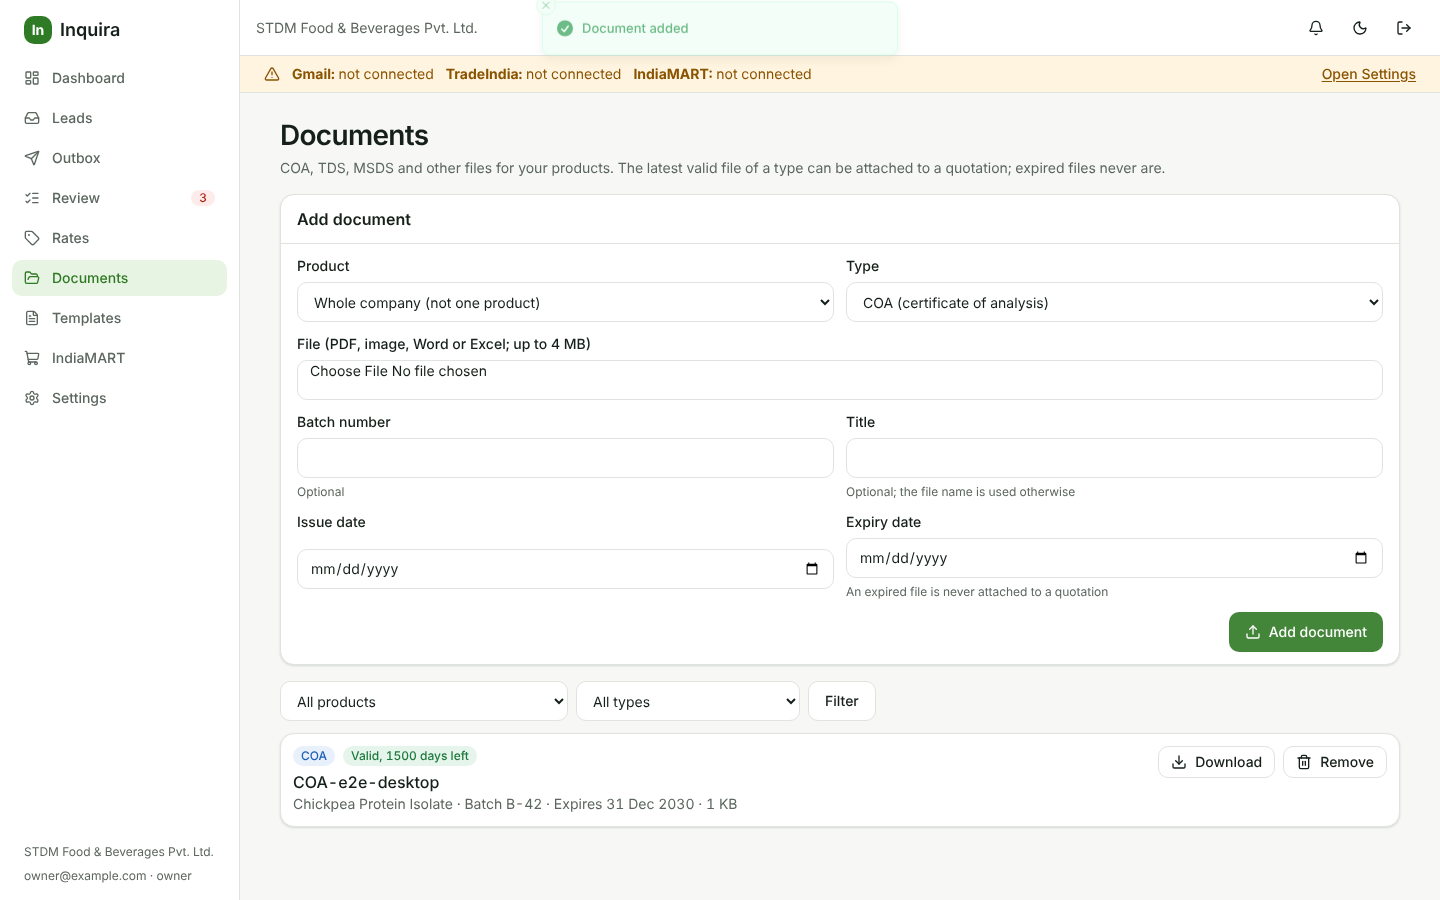 In Inquira
STDM Food & Beverages Pvt. Ltd.
Document added
Gmail: not connected TradeIndia: not connected IndiaMART: not connected Open Settings
Dashboard
Leads
Outbox
Review 3
Rates
Documents
Templates
IndiaMART
Settings
STDM Food & Beverages Pvt. Ltd.
owner@example.com · owner
Documents
COA, TDS, MSDS and other files for your products. The latest valid file of a type can be attached to a quotation; expired files never are.
Add document
Product Type
Whole company (not one product) COA (certificate of analysis)
File (PDF, image, Word or Excel; up to 4 MB)
Choose File No file chosen
Batch number Title
Optional Optional; the file name is used otherwise
Issue date Expiry date
mm/dd/yyyy mm/dd/yyyy
An expired file is never attached to a quotation
Add document
All products All types Filter
COA Valid, 1500 days left Download Remove
COA-e2e-desktop
Chickpea Protein Isolate · Batch B-42 · Expires 31 Dec 2030 · 1 KB